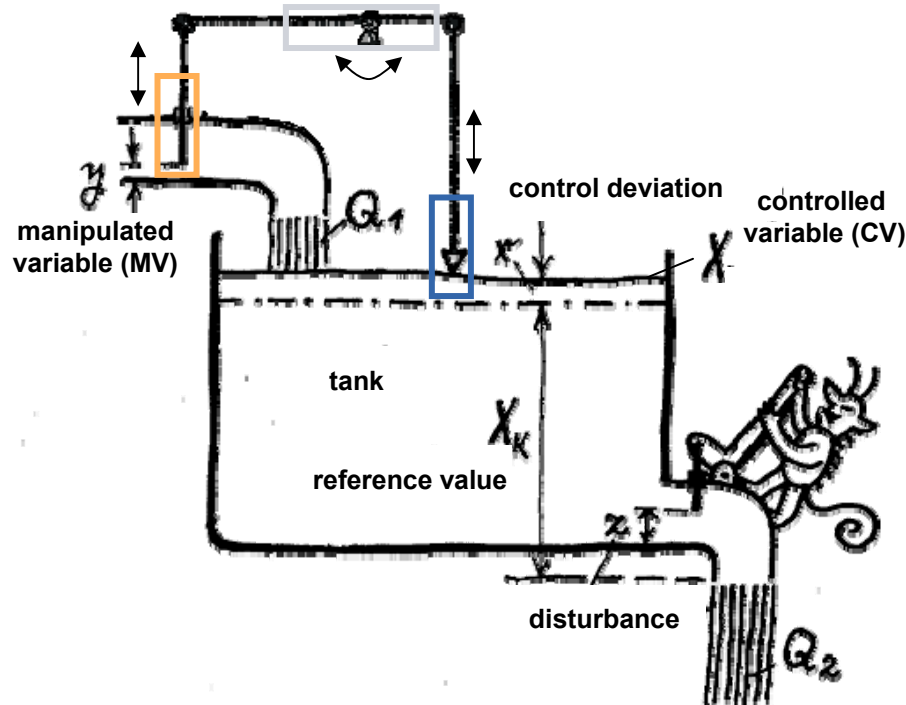 y
manipulated
variable (MV)
Q1
control deviation
controlled
variable (CV)
x
X
tank
XK
reference value
z
disturbance
Q2